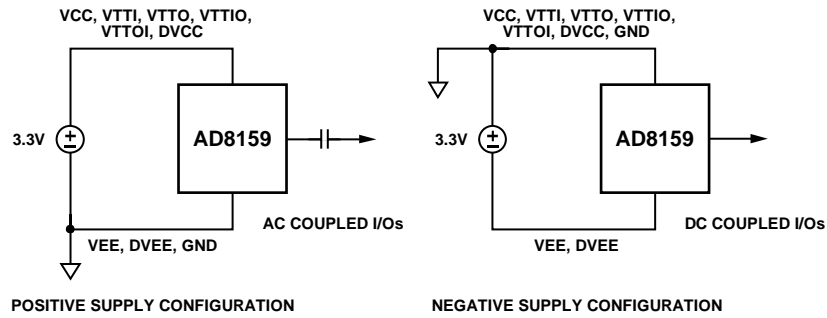 VCC, VTTI, VTTO, VTTIO,
VTTOI, DVCC
3.3V
±
AD8159
AC COUPLED I/Os
VEE, DVEE, GND
POSITIVE SUPPLY CONFIGURATION
VCC, VTTI, VTTO, VTTIO,
VTTOI, DVCC, GND
3.3V
±
AD8159
DC COUPLED I/Os
VEE, DVEE
NEGATIVE SUPPLY CONFIGURATION